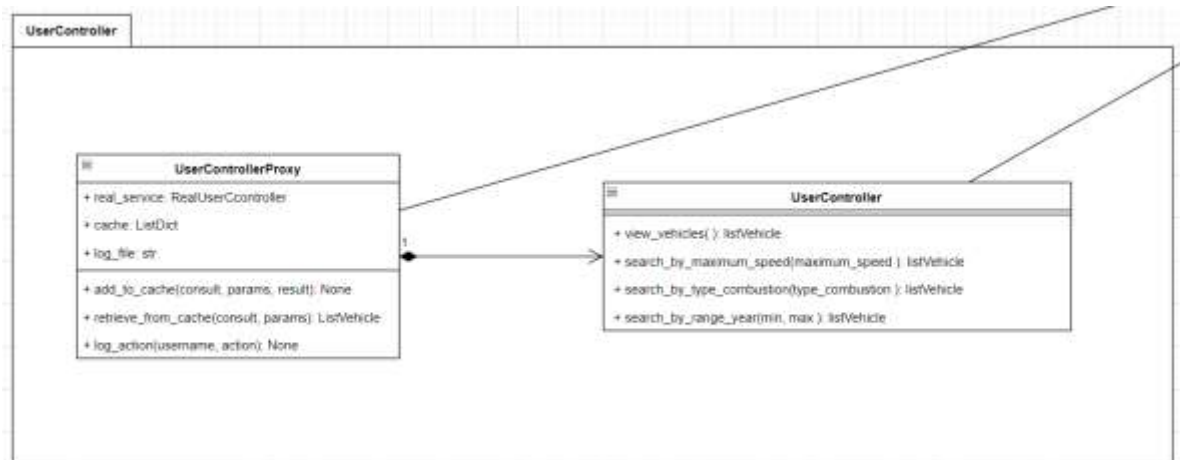 UserController
UserControllerProxy
+ real_service: RealUserCcontroller
+ cache: ListDict
+ log_file: str
+ add_to_cache(consult, params, result): None
+ retrieve_from_cache(consult, params): ListVehicle
+ log_action(username, action): None
1
UserController
+ view_vehicles( ): listVehicle
+ search_by_maximum_speed(maximum_speed ): listVehicle
+ search_by_type_combustion(type_combustion ): listVehicle
+ search_by_range_year(min, max ): listVehicle